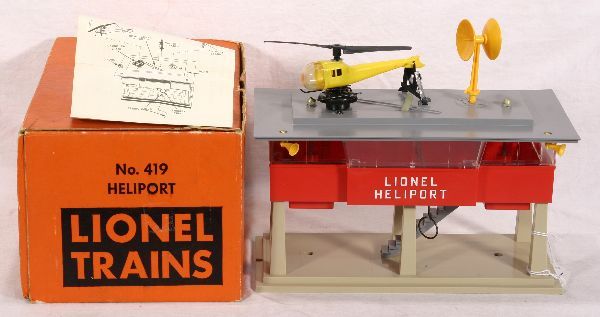 No. 419
HELIPORT
LIONEL
TRAINS
LIONEL
HELIPORT